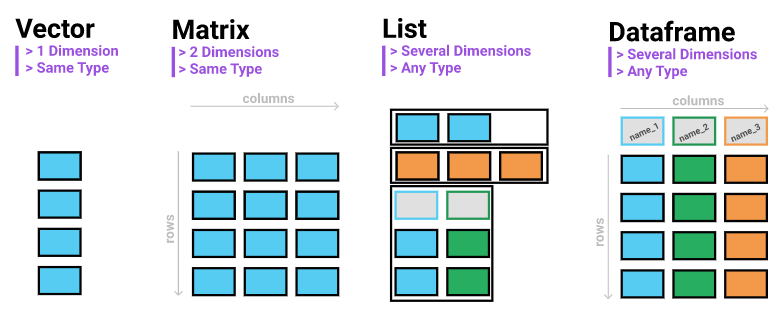 Vector
> 1 Dimension
> Same Type
Matrix
> 2 Dimensions
> Same Type
columns
rows
List
> Several Dimensions
> Any Type
Dataframe
> Several Dimensions
> Any Type
columns
name_1
name_2
name_3
rows